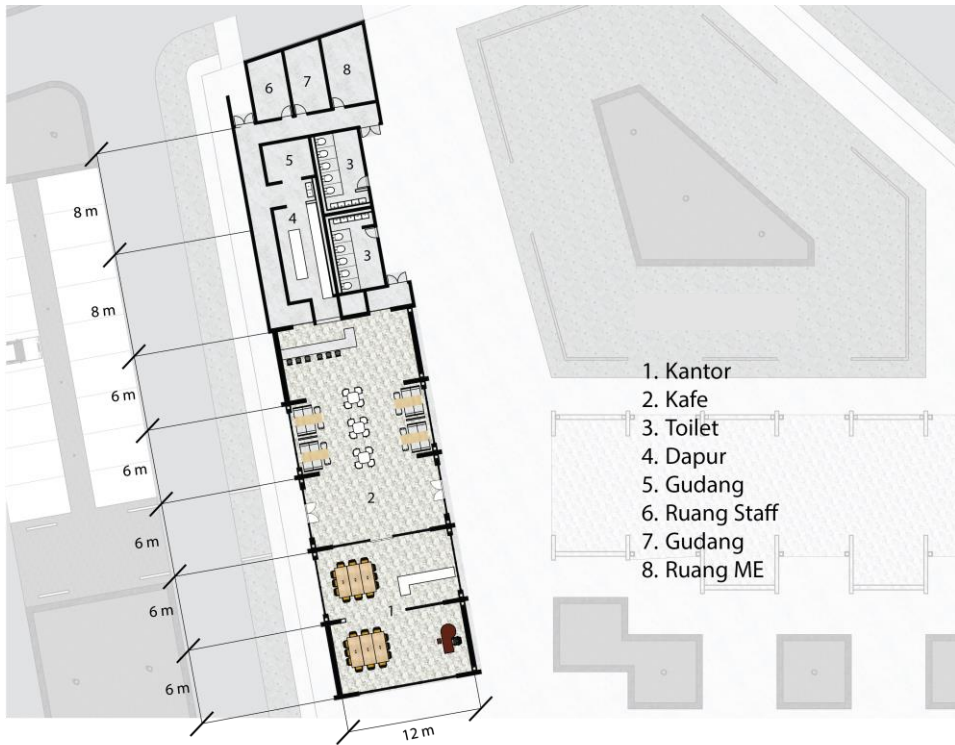 6
7
8
5
3
4
3
2
1
8 m
8 m
6 m
6 m
6 m
6 m
6 m
12 m
1. Kantor
2. Kafe
3. Toilet
4. Dapur
5. Gudang
6. Ruang Staff
7. Gudang
8. Ruang ME